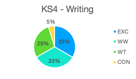 KS4 - Writing
5%
33%
29%
33%
EXC
WW
WT
CON